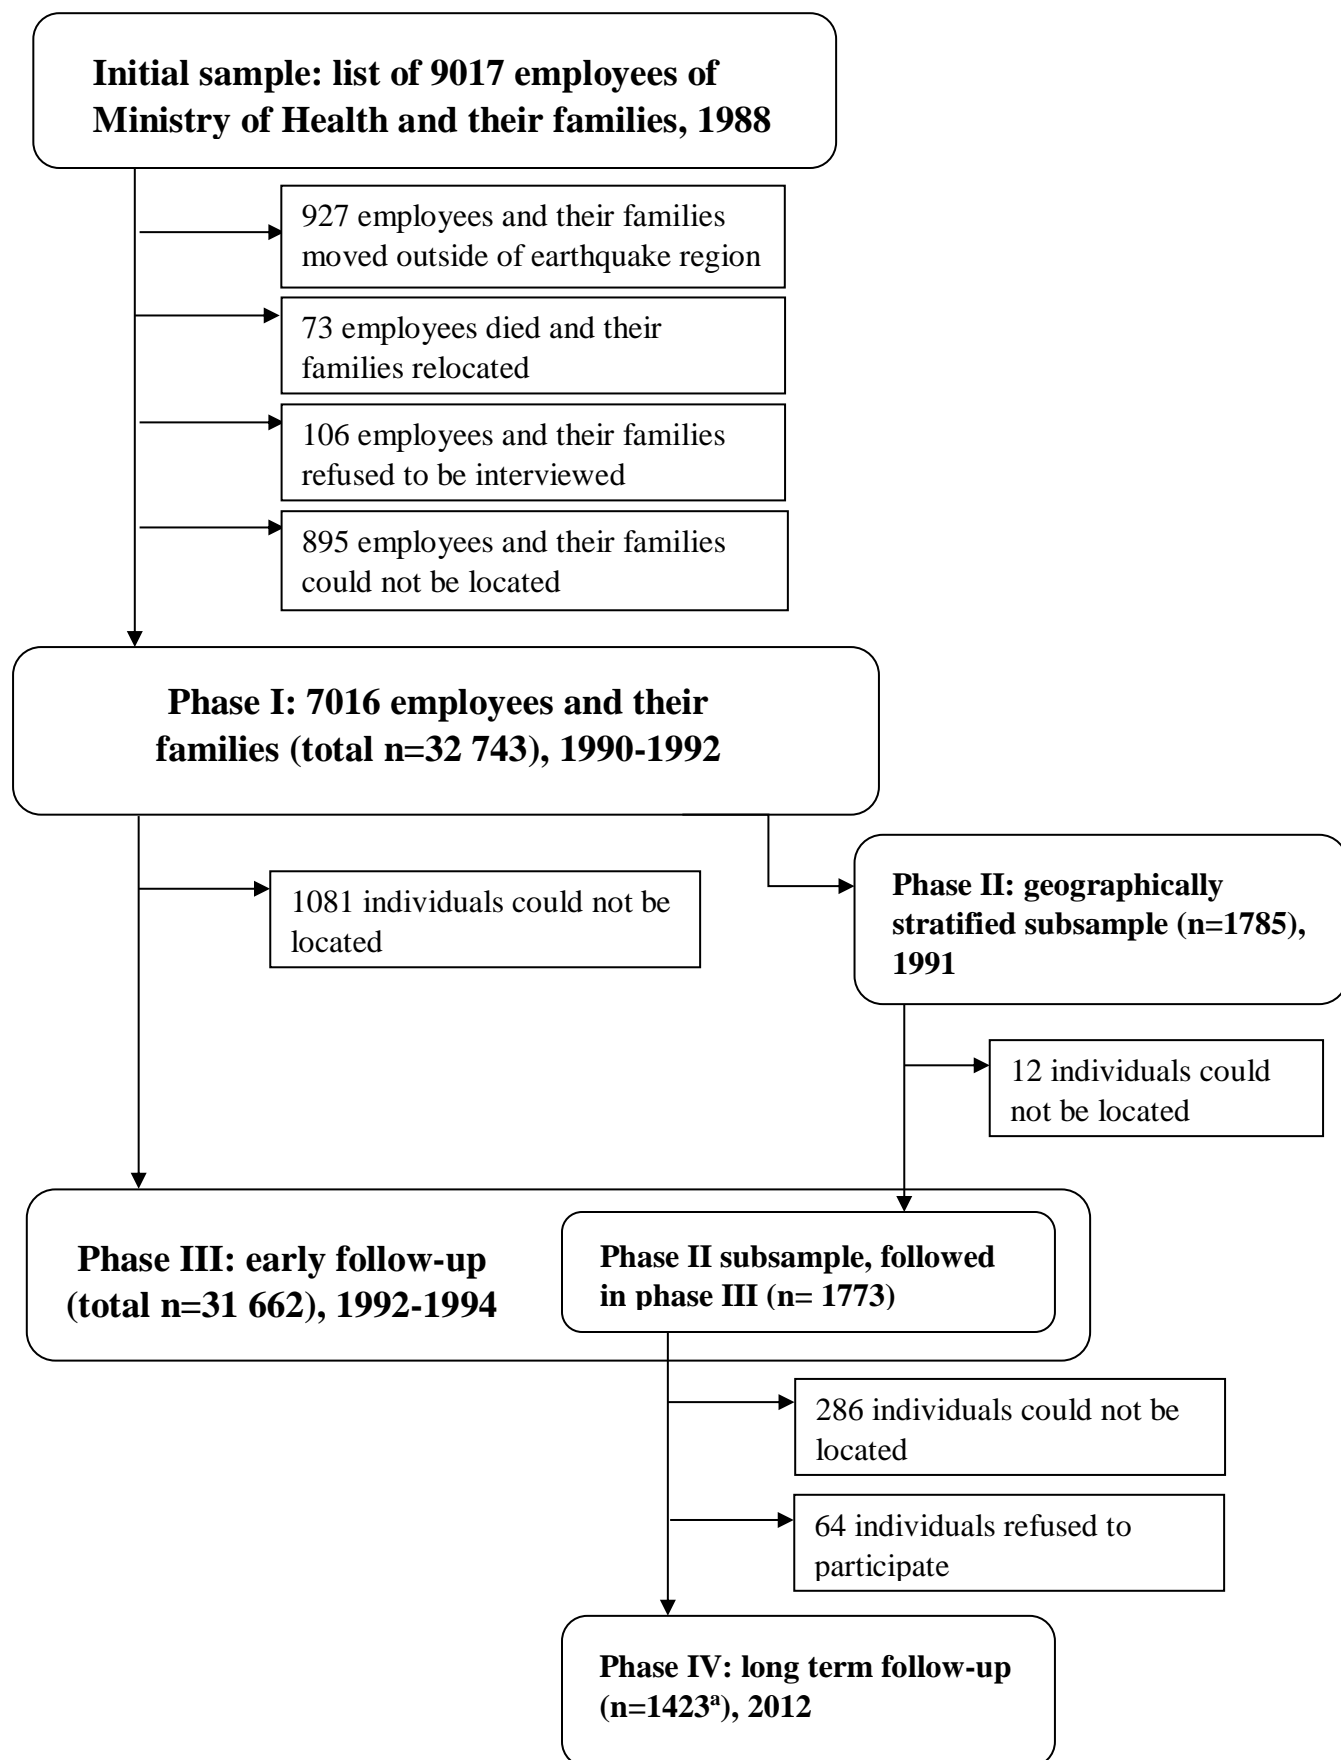 Initial sample: list of 9017 employees of
Ministry of Health and their families, 1988
927 employees and their families
moved outside of earthquake region
73 employees died and their
families relocated
106 employees and their families
refused to be interviewed
895 employees and their families
could not be located
Phase I: 7016 employees and their
families (total n=32 743), 1990-1992
1081 individuals could not be
located
Phase II: geographically
stratified subsample (n=1785),
1991
12 individuals could
not be located
Phase III: early follow-up
(total n=31 662), 1992-1994
Phase II subsample, followed
in phase III (n= 1773)
286 individuals could not be
located
64 individuals refused to
participate
Phase IV: long term follow-up
(n=1423ᵃ), 2012